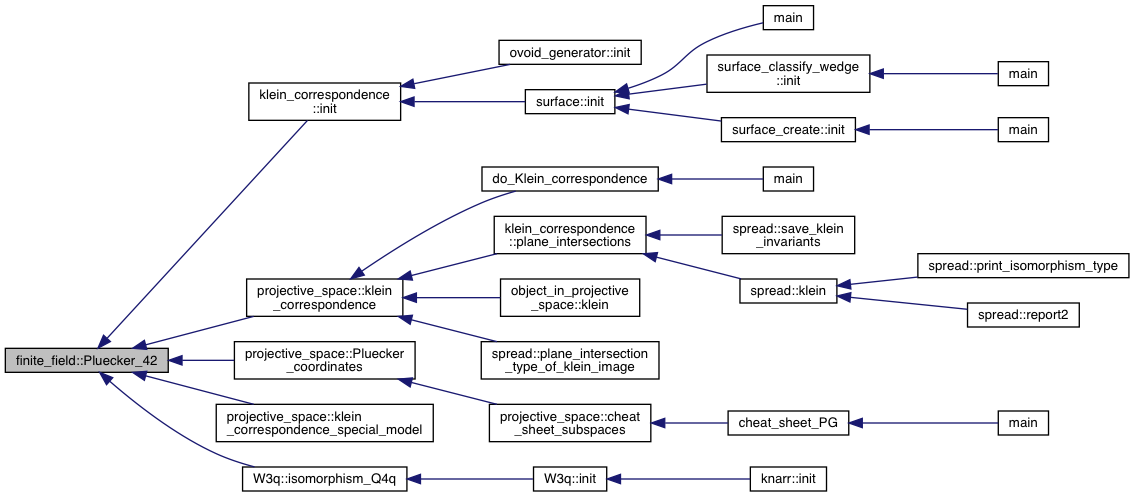 main
ovoid_generator::init
surface_classify_wedge
::init
main
klein_correspondence
::init
surface::init
surface_create::init
main
do_Klein_correspondence
main
klein_correspondence
::plane_intersections
spread::save_klein
_invariants
spread::print_isomorphism_type
projective_space::klein
_correspondence
object_in_projective
_space::klein
spread::klein
spread::report2
finite_field::Pluecker_42
projective_space::Pluecker
_coordinates
spread::plane_intersection
_type_of_klein_image
projective_space::klein
_correspondence_special_model
projective_space::cheat
_sheet_subspaces
cheat_sheet_PG
main
W3q::isomorphism_Q4q
W3q::init
knarr::init